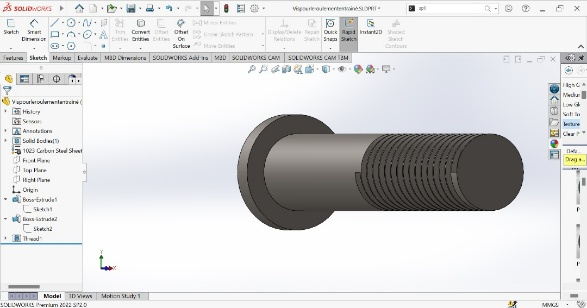 SOLIDWORKS
Vispourleroulemententrainé.SLDPRT *
Sketch
Smart Dimension
Trim Entities
Convert Entities
Offset Entities
Offset On Surface
Mirror Entities
Linear Sketch Pattern
Move Entities
Display/Delete Relations
Repair Sketch
Quick Snaps
Rapid Sketch
Instant2D
Shaded Sketch Contours
Features Sketch Markup Evaluate MBD Dimensions SOLIDWORKS Add-Ins MBD SOLIDWORKS CAM SOLIDWORKS CAM TBM
Vispourleroulemententrainé (
History
Sensors
Annotations
Solid Bodies(1)
1023 Carbon Steel Sheet
Front Plane
Top Plane
Right Plane
Origin
Boss-Extrude1
Sketch1
Boss-Extrude2
Sketch2
Thread1
High G
Mediu
Low Gl
Soft to
Texture
Clear F
Defa...
Drag a...
Model 3D Views Motion Study 1
SOLIDWORKS Premium 2022 SP2.0
MMGS